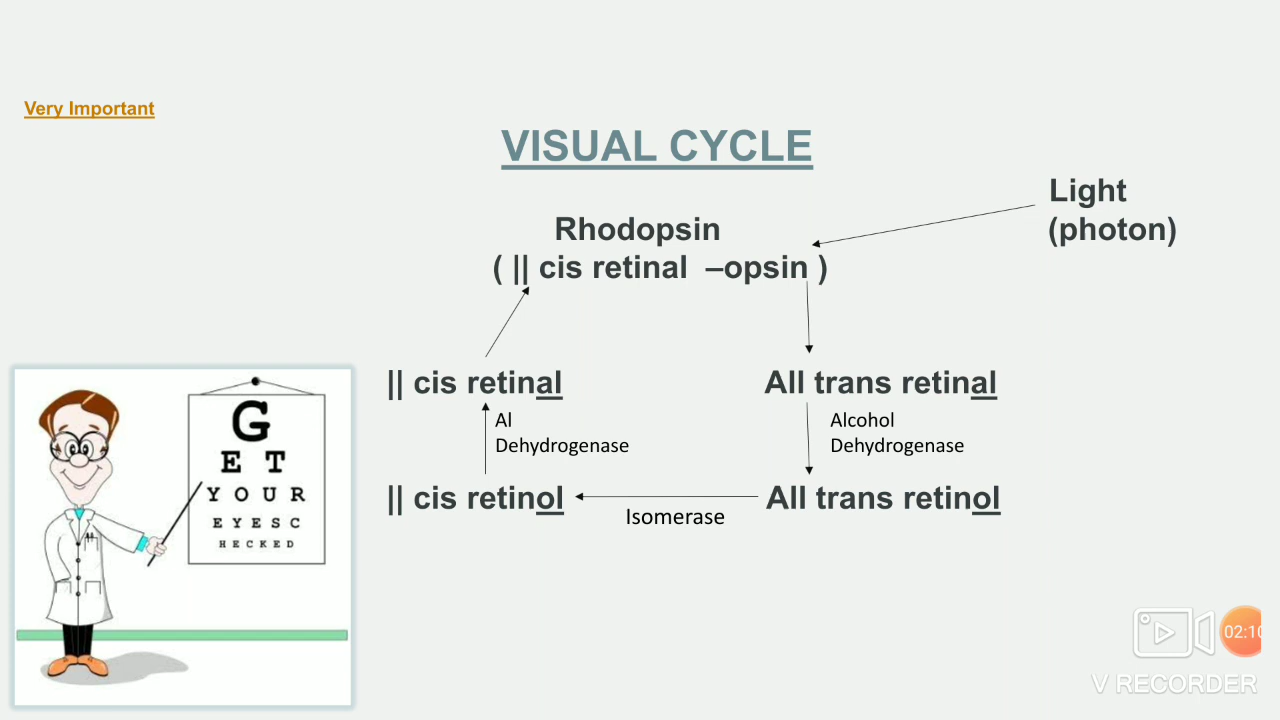 Very Important
VISUAL CYCLE
Light
(photon)
Rhodopsin
( || cis retinal –opsin )
|| cis retinal
All trans retinal
Al
Dehydrogenase
Alcohol
Dehydrogenase
|| cis retinol
All trans retinol
Isomerase
G
E T
Y O U R
E Y E S C
H E C K E D
02:10
V RECORDER